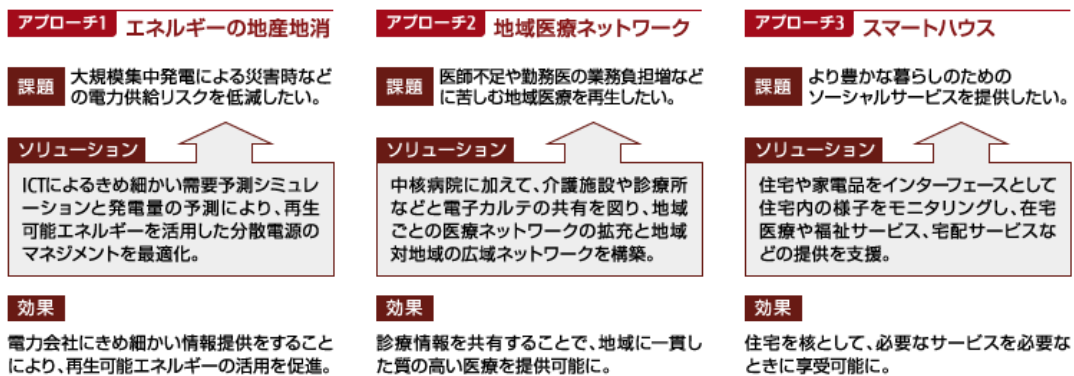 アプローチ1 エネルギーの地産地消
課題 大規模集中発電による災害時など
の電力供給リスクを低減したい。
ソリューション
ICTによるきめ細かい需要予測シミュレ
ーションと発電量の予測により、再生
可能エネルギーを活用した分散電源の
マネジメントを最適化。
効果
電力会社にきめ細かい情報提供をすること
により、再生可能エネルギーの活用を促進。
アプローチ2 地域医療ネットワーク
課題 医師不足や勤務医の業務負担増など
に苦しむ地域医療を再生したい。
ソリューション
中核病院に加えて、介護施設や診療所
などと電子カルテの共有を図り、地域
ごとの医療ネットワークの拡充と地域
対地域の広域ネットワークを構築。
効果
診療情報を共有することで、地域に一貫し
た質の高い医療を提供可能に。
アプローチ3 スマートハウス
課題 より豊かな暮らしのための
ソーシャルサービスを提供したい。
ソリューション
住宅や家電品をインターフェースとして
住宅内の様子をモニタリングし、在宅
医療や福祉サービス、宅配サービスな
どの提供を支援。
効果
住宅を核として、必要なサービスを必要な
ときに享受可能に。